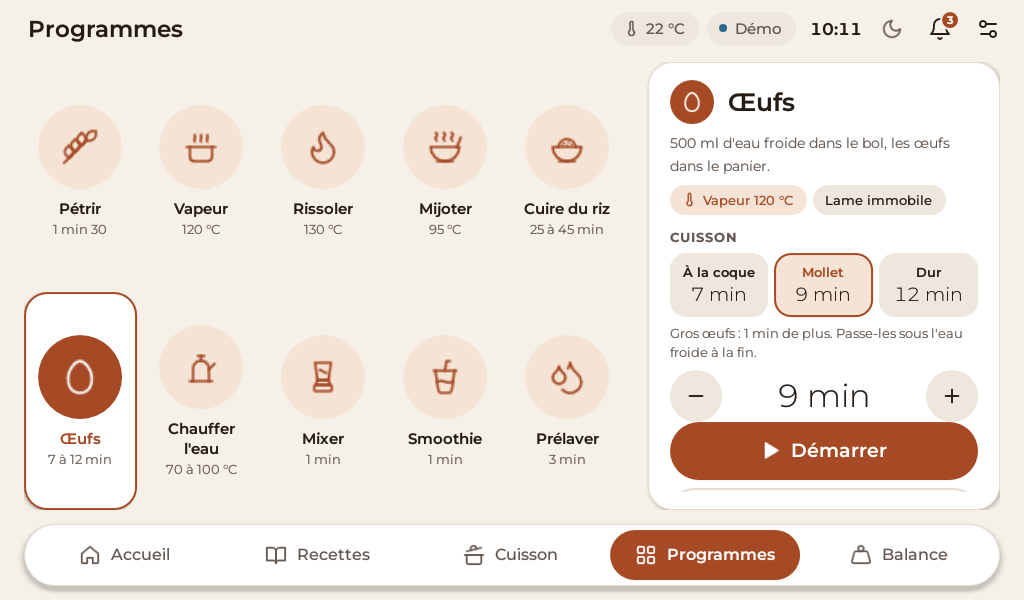 Programmes
22 °C
Démo
10:11
3
Pétrir
1 min 30
Vapeur
120 °C
Rissoler
130 °C
Mijoter
95 °C
Cuire du riz
25 à 45 min
Œufs
7 à 12 min
Chauffer
l'eau
70 à 100 °C
Mixer
1 min
Smoothie
1 min
Prélaver
3 min
Œufs
500 ml d'eau froide dans le bol, les œufs
dans le panier.
Vapeur 120 °C
Lame immobile
CUISSON
À la coque
7 min
Mollet
9 min
Dur
12 min
Gros œufs : 1 min de plus. Passe-les sous l'eau
froide à la fin.
− 9 min +
Démarrer
Accueil
Recettes
Cuisson
Programmes
Balance